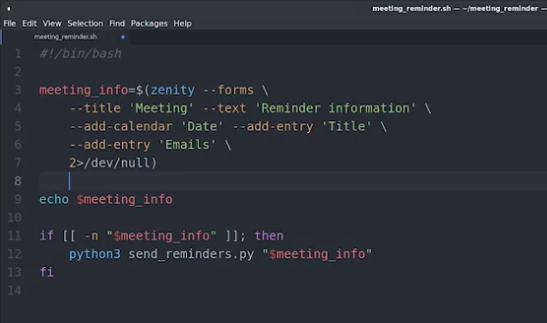 meeting_reminder.sh — ~/meeting_reminder —
File Edit View Selection Find Packages Help
meeting_reminder.sh
1 #!/bin/bash
2
3 meeting_info=$(zenity --forms \
4     --title 'Meeting' --text 'Reminder information' \
5     --add-calendar 'Date' --add-entry 'Title' \
6     --add-entry 'Emails' \
7     2>/dev/null)
8
9 echo $meeting_info
10
11 if [[ -n "$meeting_info" ]]; then
12     python3 send_reminders.py "$meeting_info"
13 fi
14